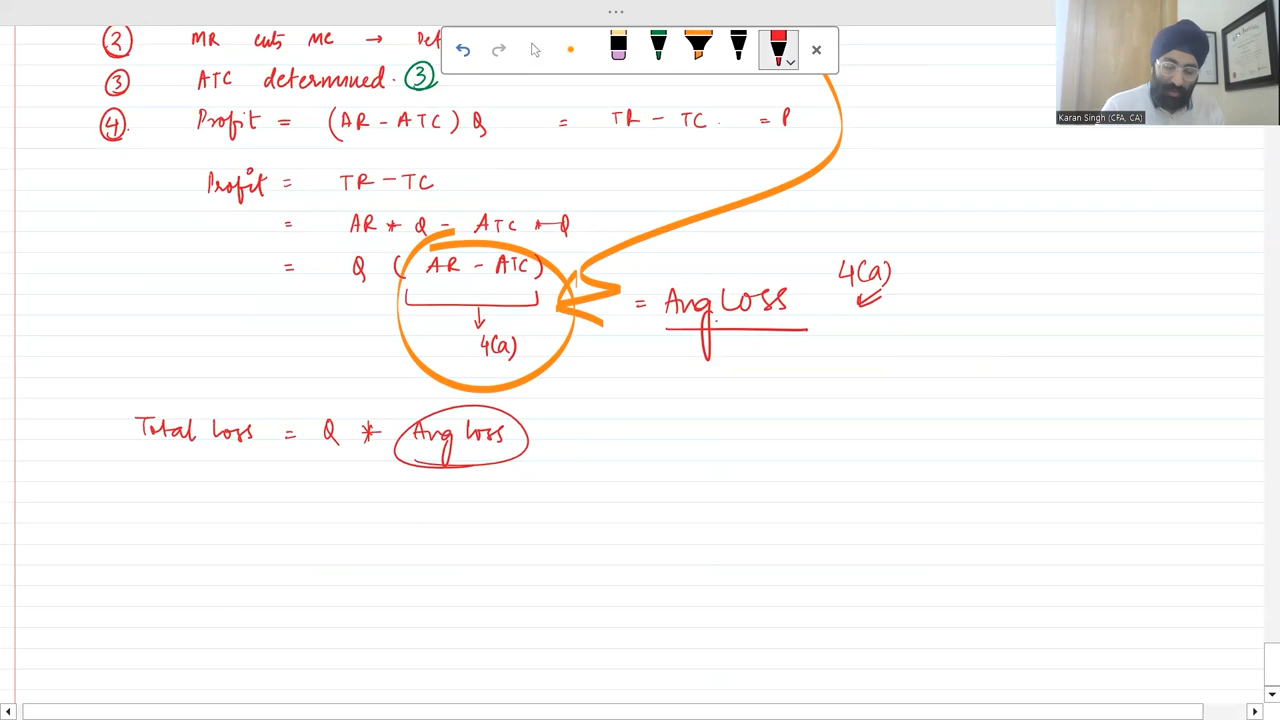 ② MR cuts MC →
③ ATC determined. ③
④ Profit = (AR - ATC) Q = TR - TC. = P
Profit = TR - TC
= AR * Q - ATC * Q
= Q (AR - ATC)
4(a)
= Avg Loss 4(a)
Total Loss = Q * Avg Loss
Karan Singh (CFA, CA)